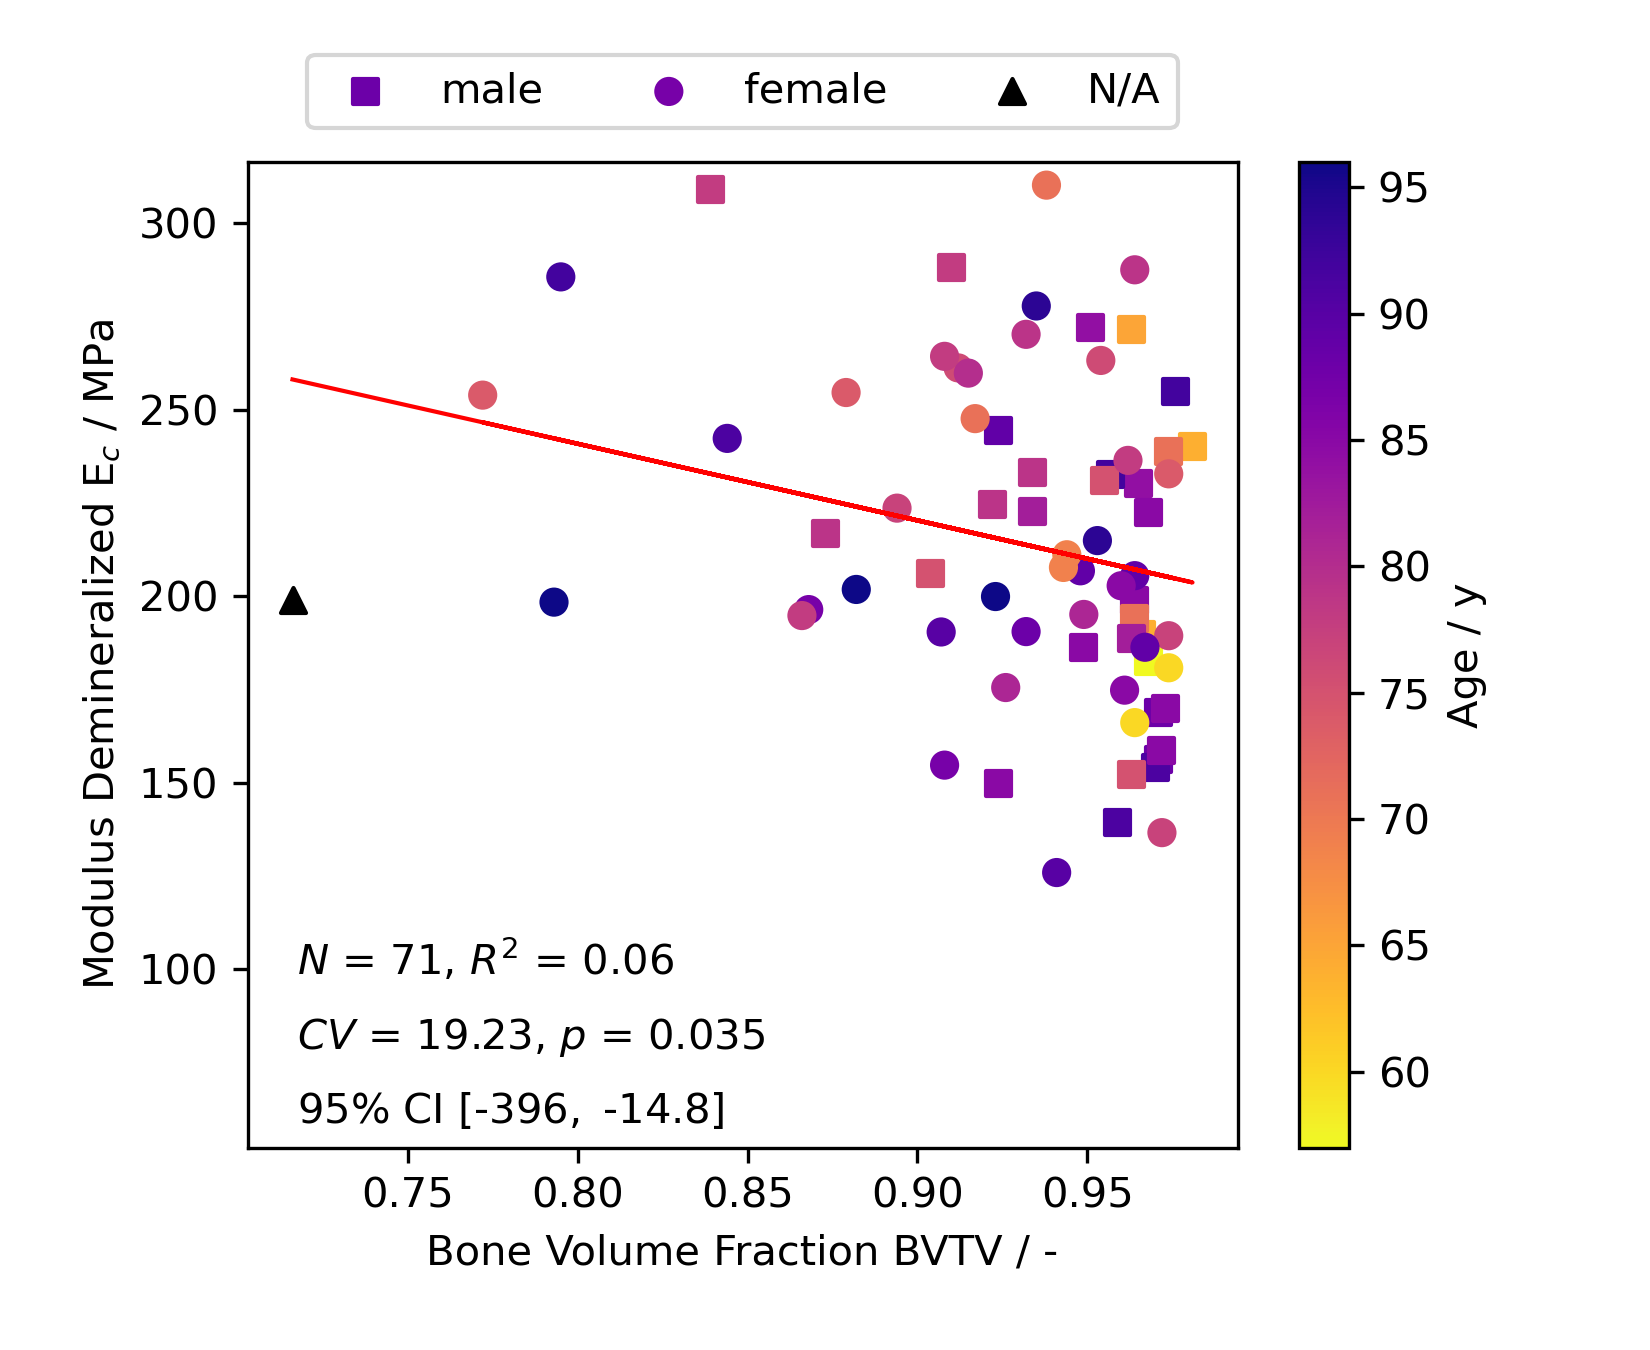 male female N/A
300
250
200
150
100
Modulus Demineralized E_c / MPa
N = 71, R² = 0.06
CV = 19.23, p = 0.035
95% CI [-396, -14.8]
0.75 0.80 0.85 0.90 0.95
Bone Volume Fraction BVTV / -
95
90
85
80
75
70
65
60
Age / y